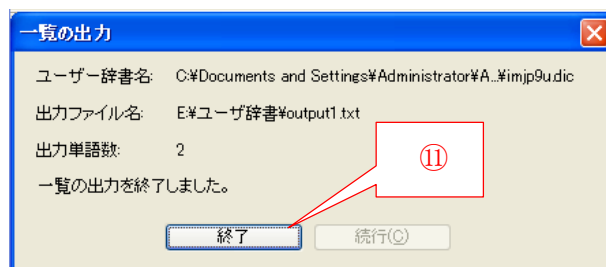 一覧の出力
ユーザー辞書名: C:¥Documents and Settings¥Administrator¥A...¥imjp9u.dic
出力ファイル名: E:¥ユーザ辞書¥output1.txt
出力単語数: 2
⑪
一覧の出力を終了しました。
終了 続行(C)